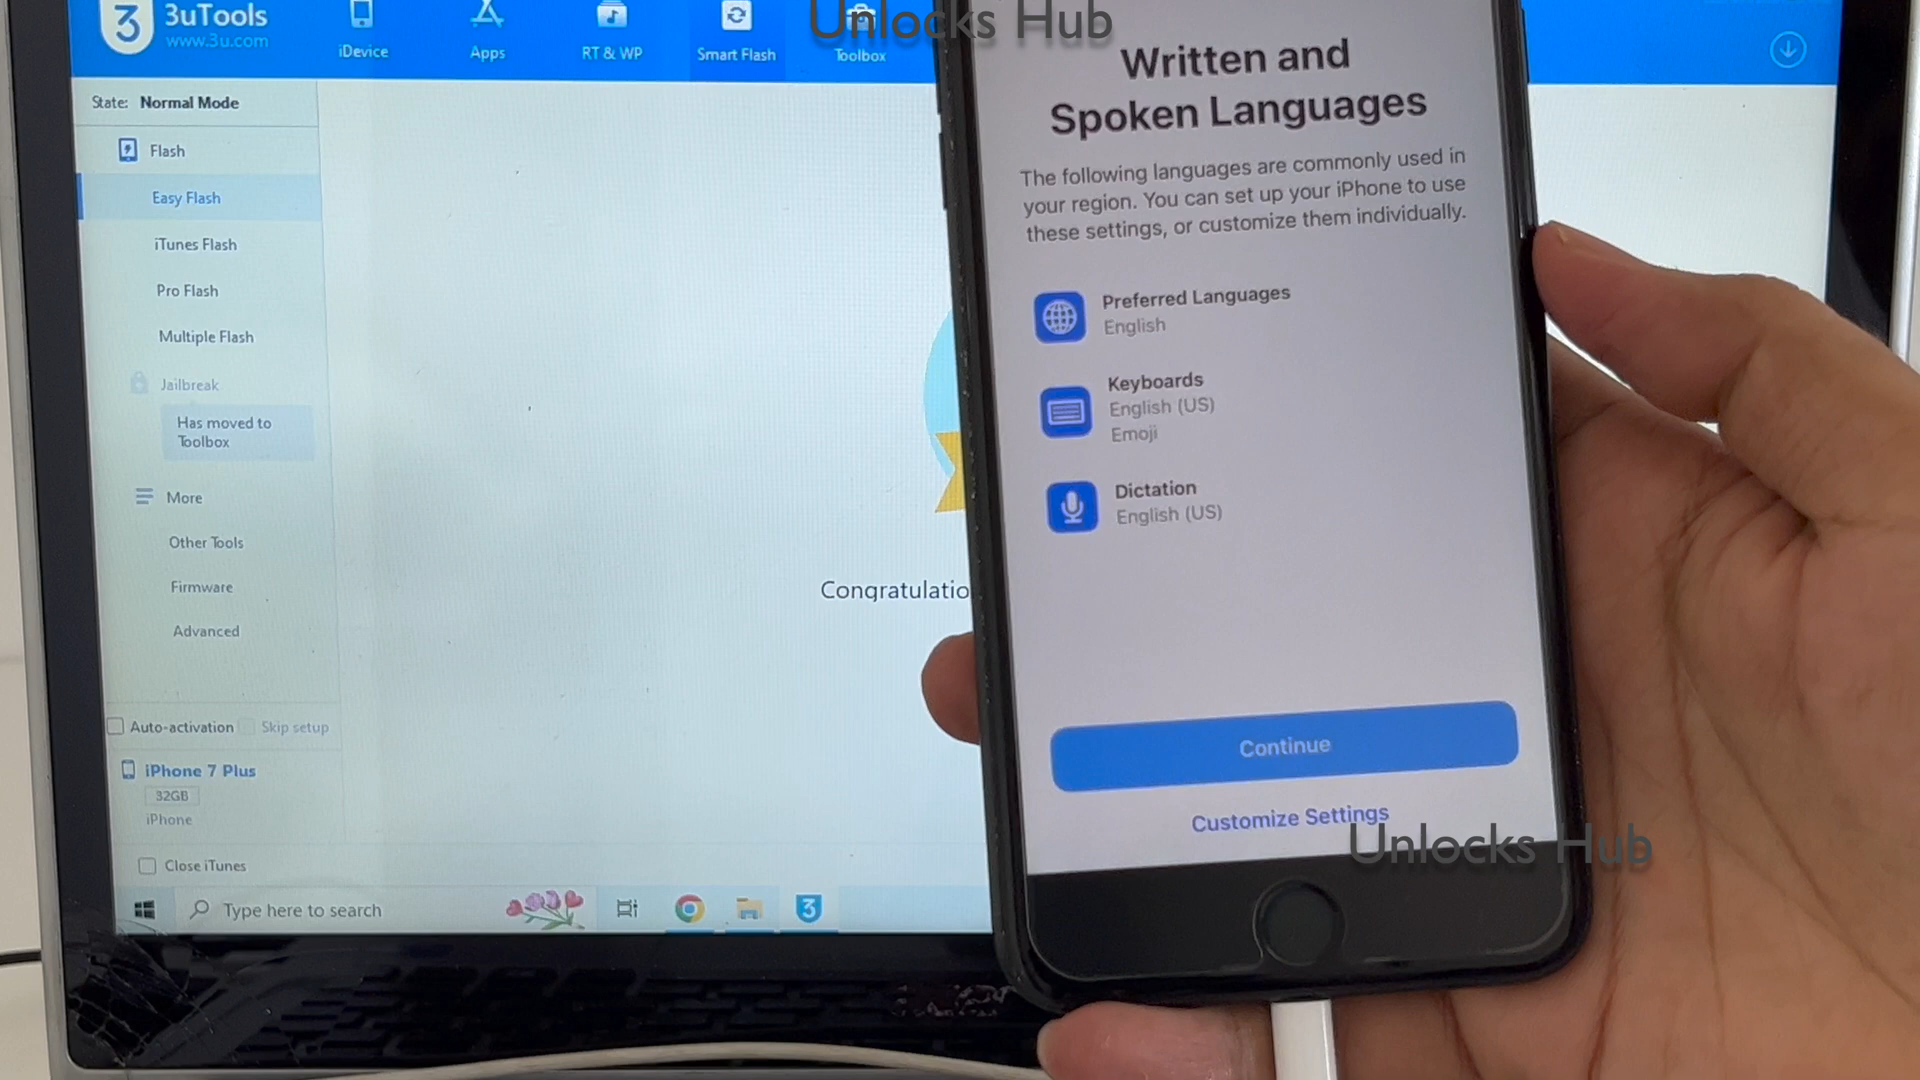 3
3uTools
www.3u.com
iDevice
Apps
RT & WP
Smart Flash
Toolbox
Unlocks Hub
State: Normal Mode
Flash
Easy Flash
iTunes Flash
Pro Flash
Multiple Flash
Jailbreak
Has moved to
Toolbox
More
Other Tools
Firmware
Advanced
Auto-activation Skip setup
iPhone 7 Plus
32GB
iPhone
Close iTunes
Type here to search
3
Congratulatio
Written and
Spoken Languages
The following languages are commonly used in
your region. You can set up your iPhone to use
these settings, or customize them individually.
Preferred Languages
English
Keyboards
English (US)
Emoji
Dictation
English (US)
Continue
Customize Settings
Unlocks Hub